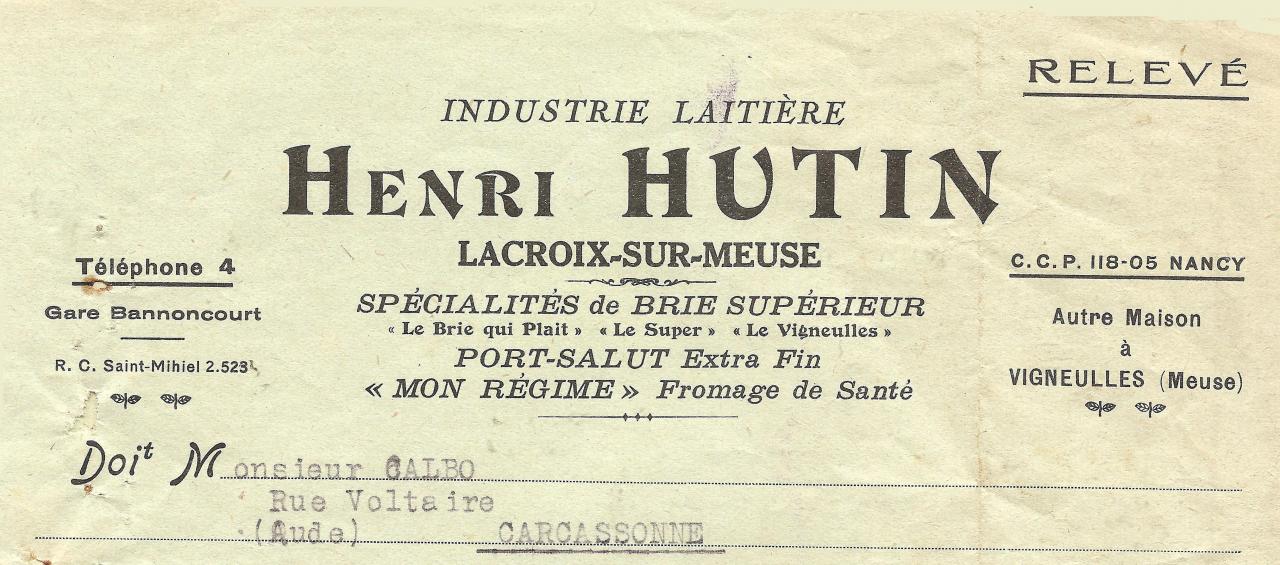 RELEVÉ
INDUSTRIE LAITIÈRE
HENRI HUTIN
LACROIX-SUR-MEUSE
Téléphone 4
Gare Bannoncourt
R. C. Saint-Mihiel 2.523
SPÉCIALITÉS de BRIE SUPÉRIEUR
« Le Brie qui Plait » « Le Super » « Le Vigneulles »
PORT-SALUT Extra Fin
« MON RÉGIME » Fromage de Santé
C.C.P. 118-05 NANCY
Autre Maison
à
VIGNEULLES (Meuse)
Doit Monsieur CALBO
Rue Voltaire
(Aude) CARCASSONNE